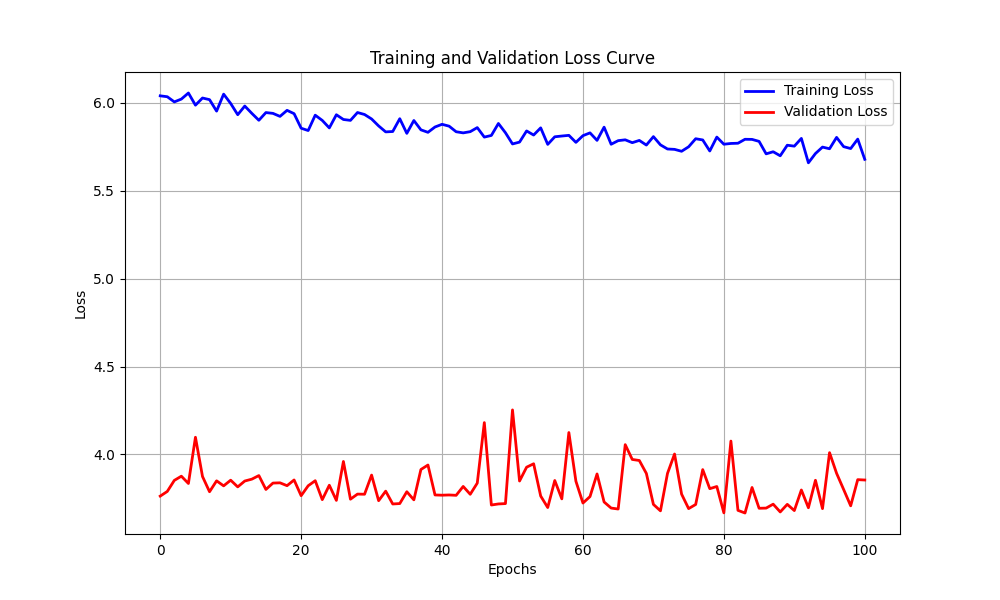 Training and Validation Loss Curve
Training Loss
Validation Loss
6.0
5.5
5.0
4.5
4.0
Loss
0 20 40 60 80 100
Epochs